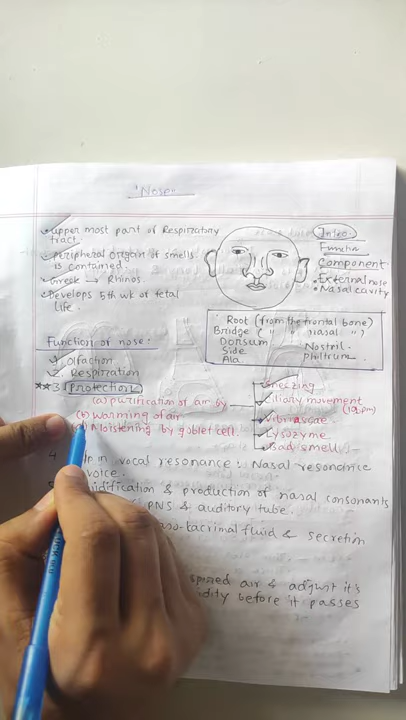 "Nose"
upper most part of Respiratory
tract.
Peripheral organ of smells
is contained.
Greek → Rhinos.
Develops 5th wk of fetal
life.
Intro.
Function
Component
• External nose
• Nasal cavity
Root (from the frontal bone)
Bridge ( " " nasal " )
Dorsum Nostril
Side philtrum
Ala
Function of nose:
1. Olfaction
2. Respiration
** 3. protection
(a) purification of air by
(b) Warming of air
Moistening by goblet cell.
Sneezing
Ciliary movement
Vibrissae
Lysozyme
Bad smell
4. in vocal resonance: Nasal resonance
voice.
& production of nasal consonants
PNS & auditory tube.
lacrimal fluid & secretion
air & adjust it's
before it passes